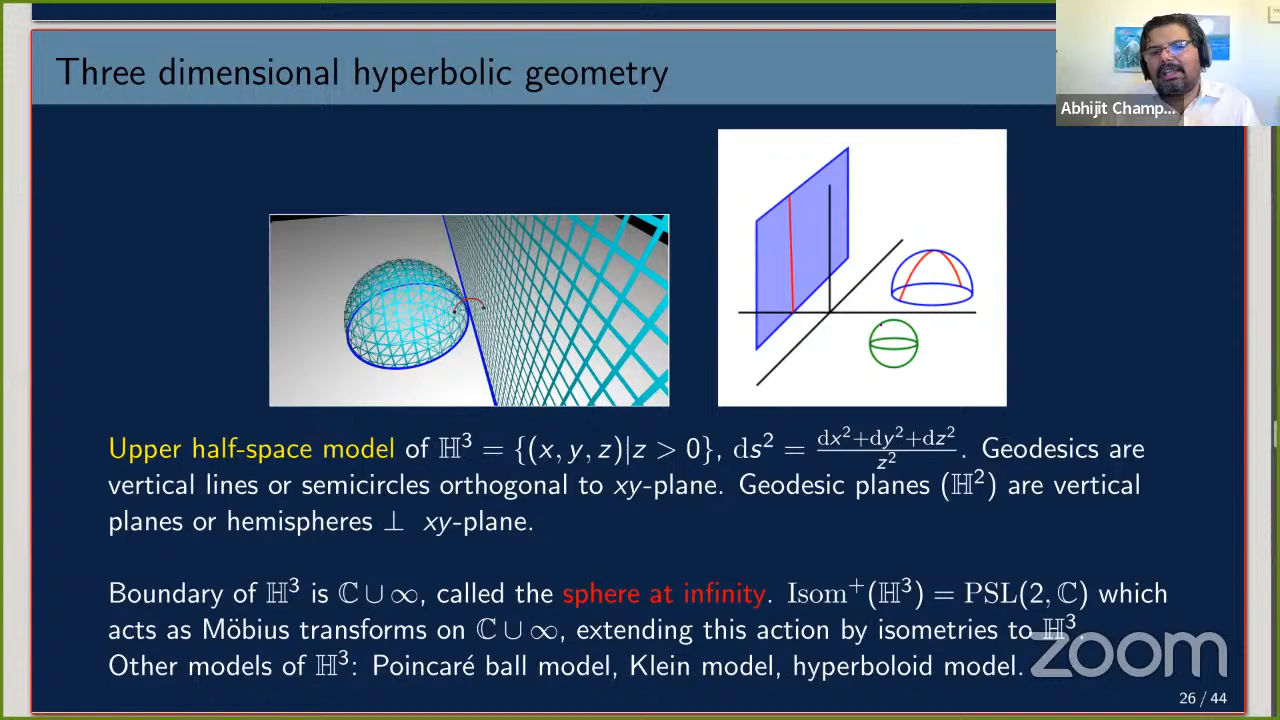 Three dimensional hyperbolic geometry
Abhijit Champ...
Upper half-space model of ℍ³ = {(x, y, z)|z > 0}, ds² = (dx²+dy²+dz²)/z². Geodesics are
vertical lines or semicircles orthogonal to xy-plane. Geodesic planes (ℍ²) are vertical
planes or hemispheres ⊥ xy-plane.
Boundary of ℍ³ is ℂ ∪ ∞, called the sphere at infinity. Isom⁺(ℍ³) = PSL(2, ℂ) which
acts as Möbius transforms on ℂ ∪ ∞, extending this action by isometries to ℍ³.
Other models of ℍ³: Poincaré ball model, Klein model, hyperboloid model.
zoom
26 / 44